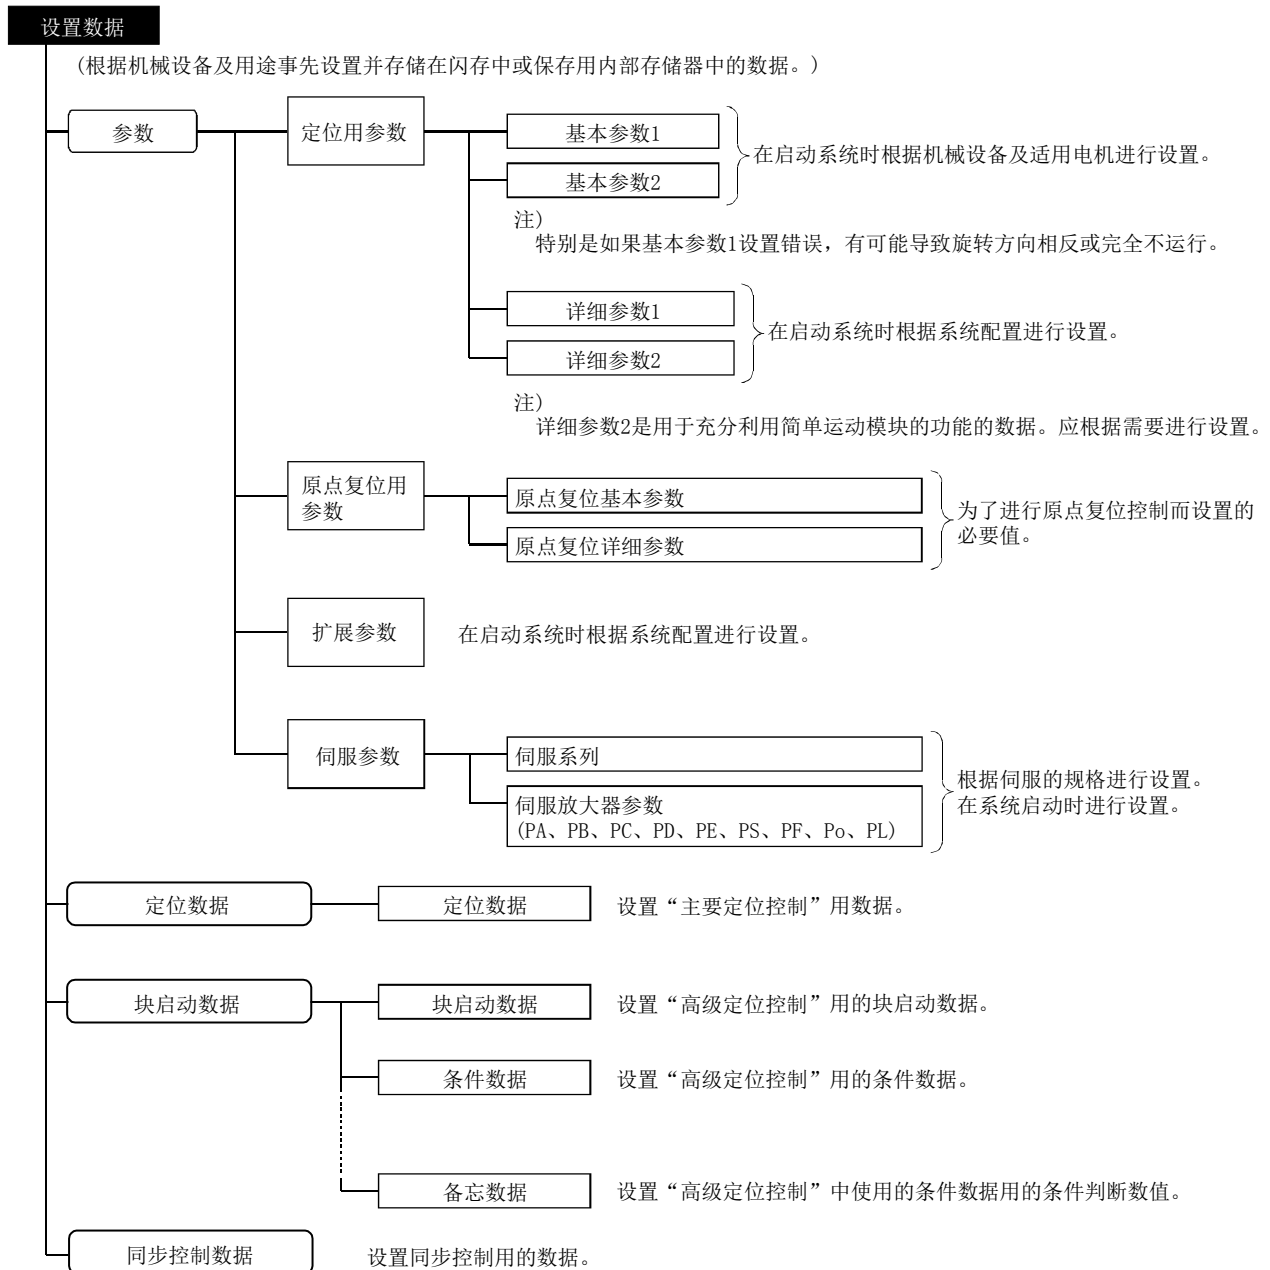 设置数据
(根据机械设备及用途事先设置并存储在闪存中或保存用内部存储器中的数据。)
参数
定位用参数
基本参数1
基本参数2
在启动系统时根据机械设备及适用电机进行设置。
注)
特别是如果基本参数1设置错误，有可能导致旋转方向相反或完全不运行。
详细参数1
详细参数2
在启动系统时根据系统配置进行设置。
注)
详细参数2是用于充分利用简单运动模块的功能的数据。应根据需要进行设置。
原点复位用
参数
原点复位基本参数
原点复位详细参数
为了进行原点复位控制而设置的
必要值。
扩展参数
在启动系统时根据系统配置进行设置。
伺服参数
伺服系列
伺服放大器参数
(PA、PB、PC、PD、PE、PS、PF、Po、PL)
根据伺服的规格进行设置。
在系统启动时进行设置。
定位数据
定位数据
设置“主要定位控制”用数据。
块启动数据
块启动数据
设置“高级定位控制”用的块启动数据。
条件数据
设置“高级定位控制”用的条件数据。
备忘数据
设置“高级定位控制”中使用的条件数据用的条件判断数值。
同步控制数据
设置同步控制用的数据。